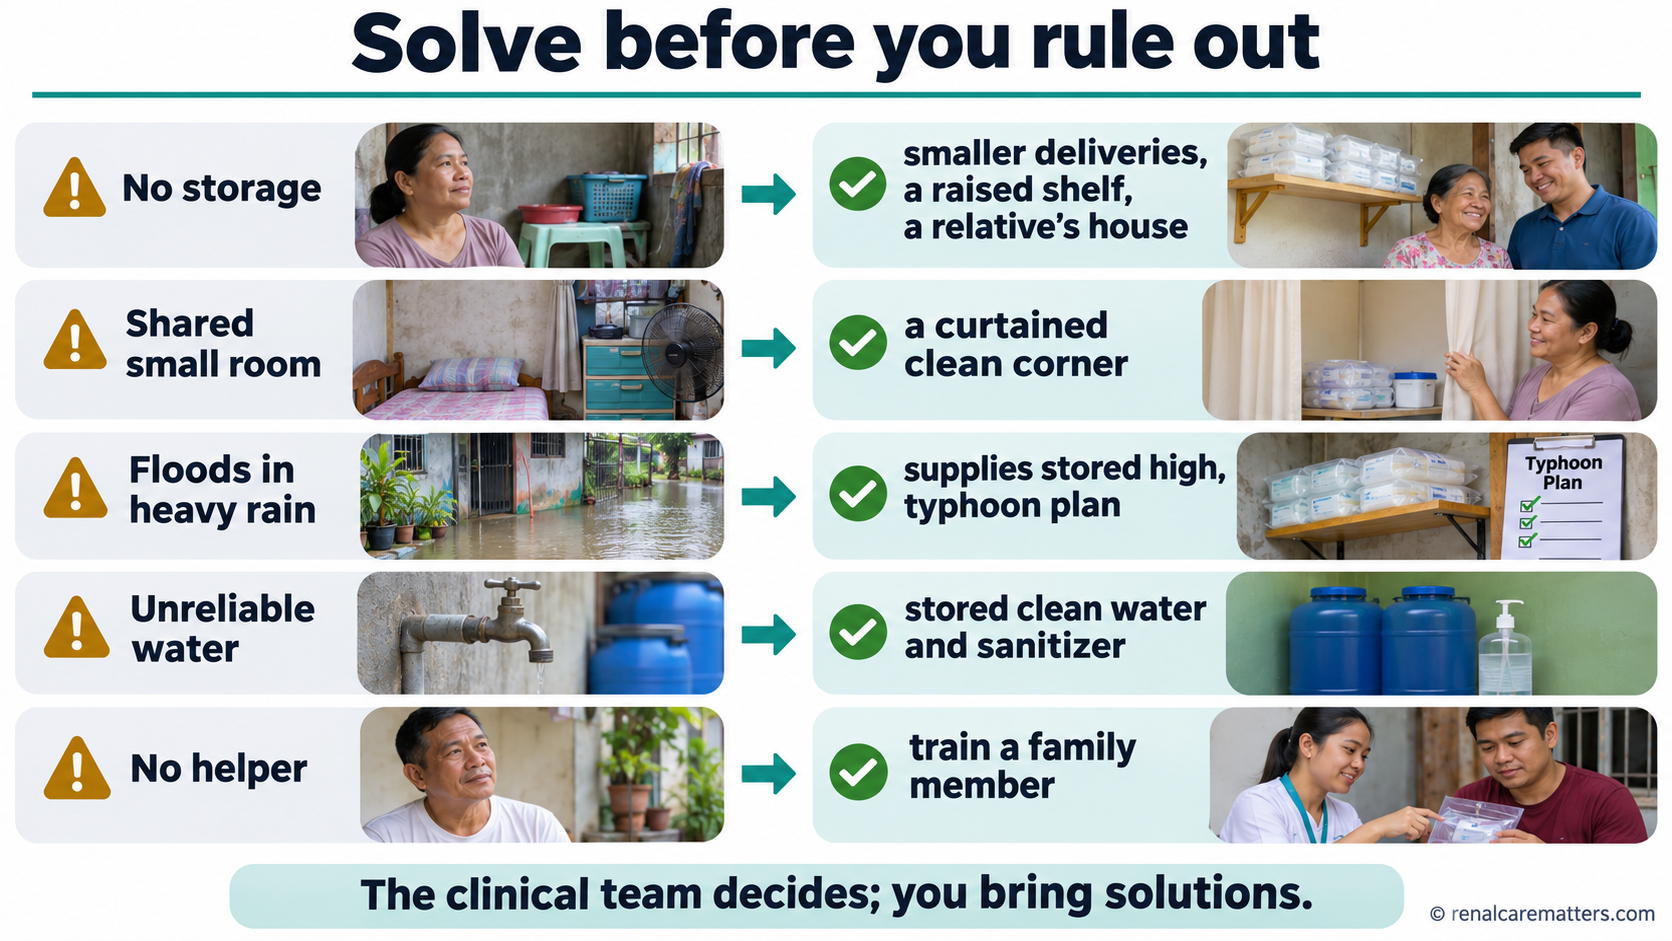 Solve before you rule out
No storage
smaller deliveries,
a raised shelf,
a relative's house
Shared
small room
a curtained
clean corner
Floods in
heavy rain
supplies stored high,
typhoon plan
Typhoon
Plan
Unreliable
water
stored clean water
and sanitizer
No helper
train a family
member
The clinical team decides; you bring solutions.
© renalcarematters.com